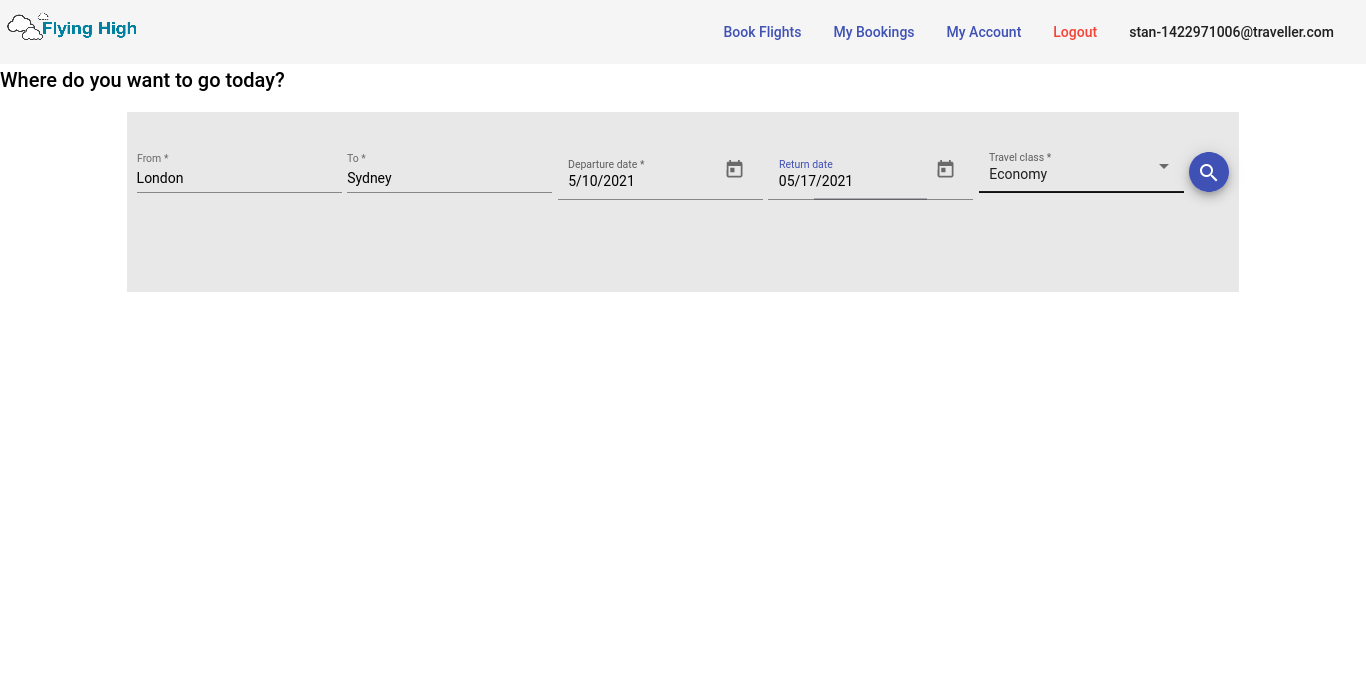 Flying High
Book Flights My Bookings My Account Logout stan-1422971006@traveller.com
Where do you want to go today?
From * To * Departure date * Return date Travel class *
London Sydney 5/10/2021 05/17/2021 Economy